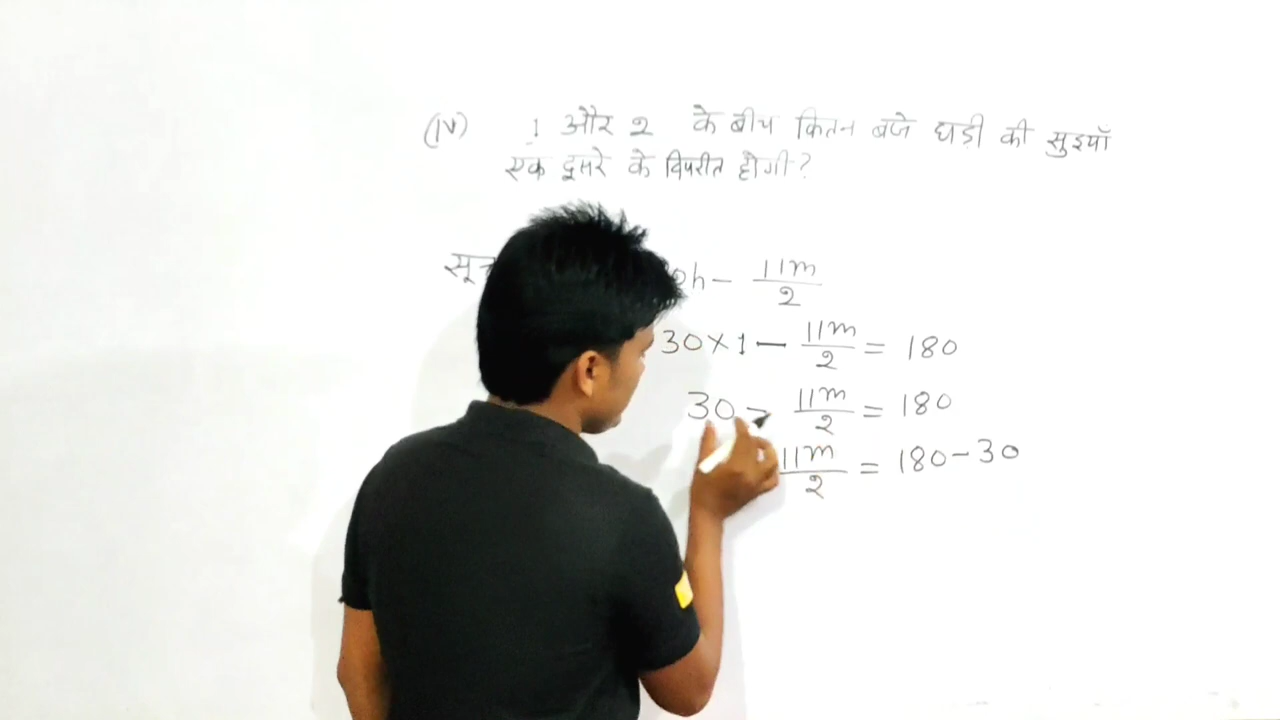 (IV) 1 और 2 के बीच कितन बजे घड़ी की सुइयाँ
एक दूसरे के विपरीत होगी?
h - 11m/2
30×1 - 11m/2 = 180
30 - 11m/2 = 180
11m/2 = 180-30